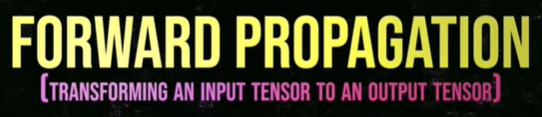 FORWARD PROPAGATION
(TRANSFORMING AN INPUT TENSOR TO AN OUTPUT TENSOR)